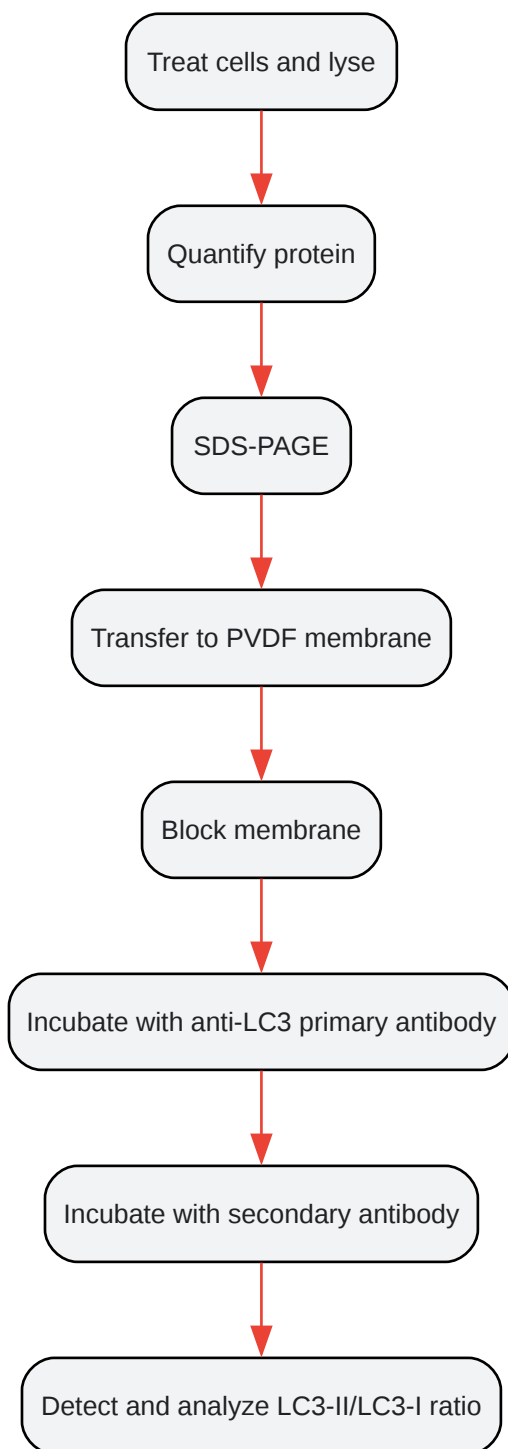 Treat cells and lyse
Quantify protein
SDS-PAGE
Transfer to PVDF membrane
Block membrane
Incubate with anti-LC3 primary antibody
Incubate with secondary antibody
Detect and analyze LC3-II/LC3-I ratio